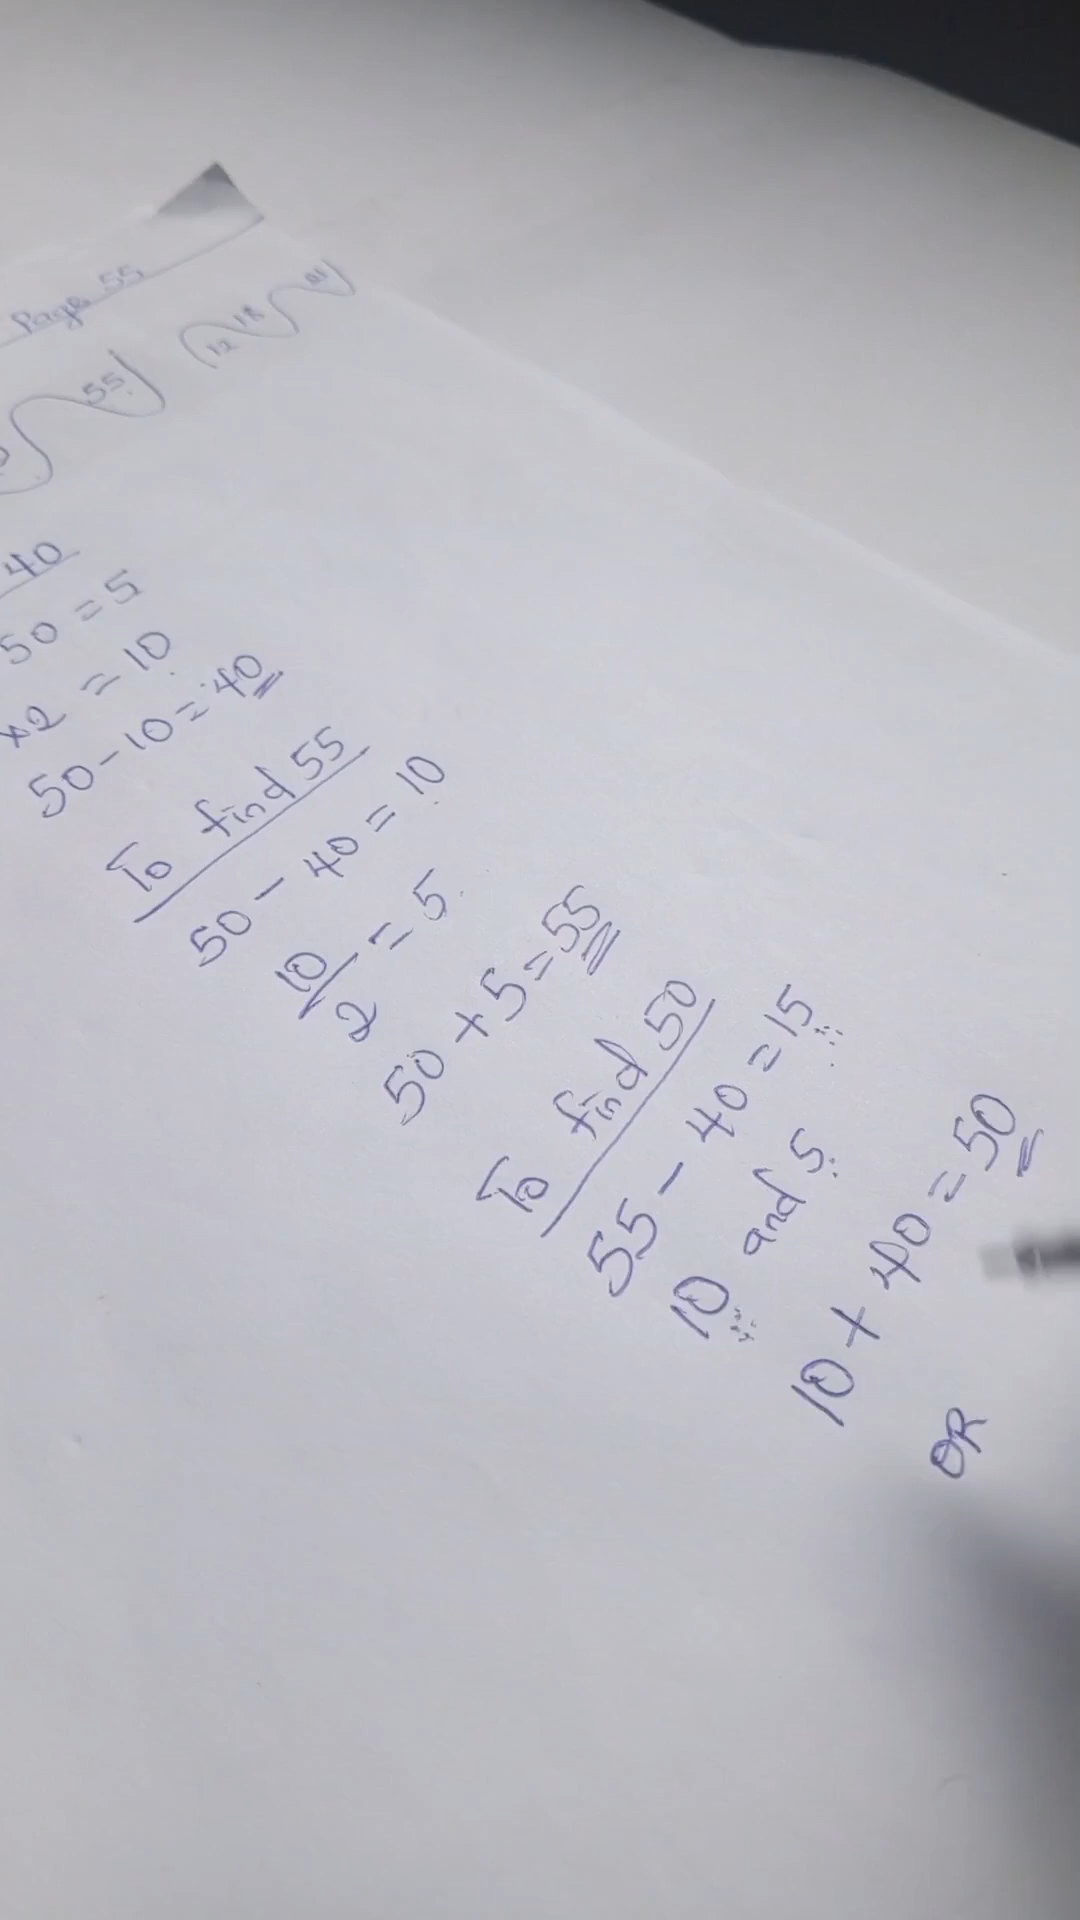 Page 55
55
12 18 21
40
50 = 5
×2 = 10
50 - 10 = 40
To find 55
50 - 40 = 10
10/2 = 5
50 + 5 = 55
To find 50
55 - 40 = 15
10 and 5
10 + 40 = 50
OR